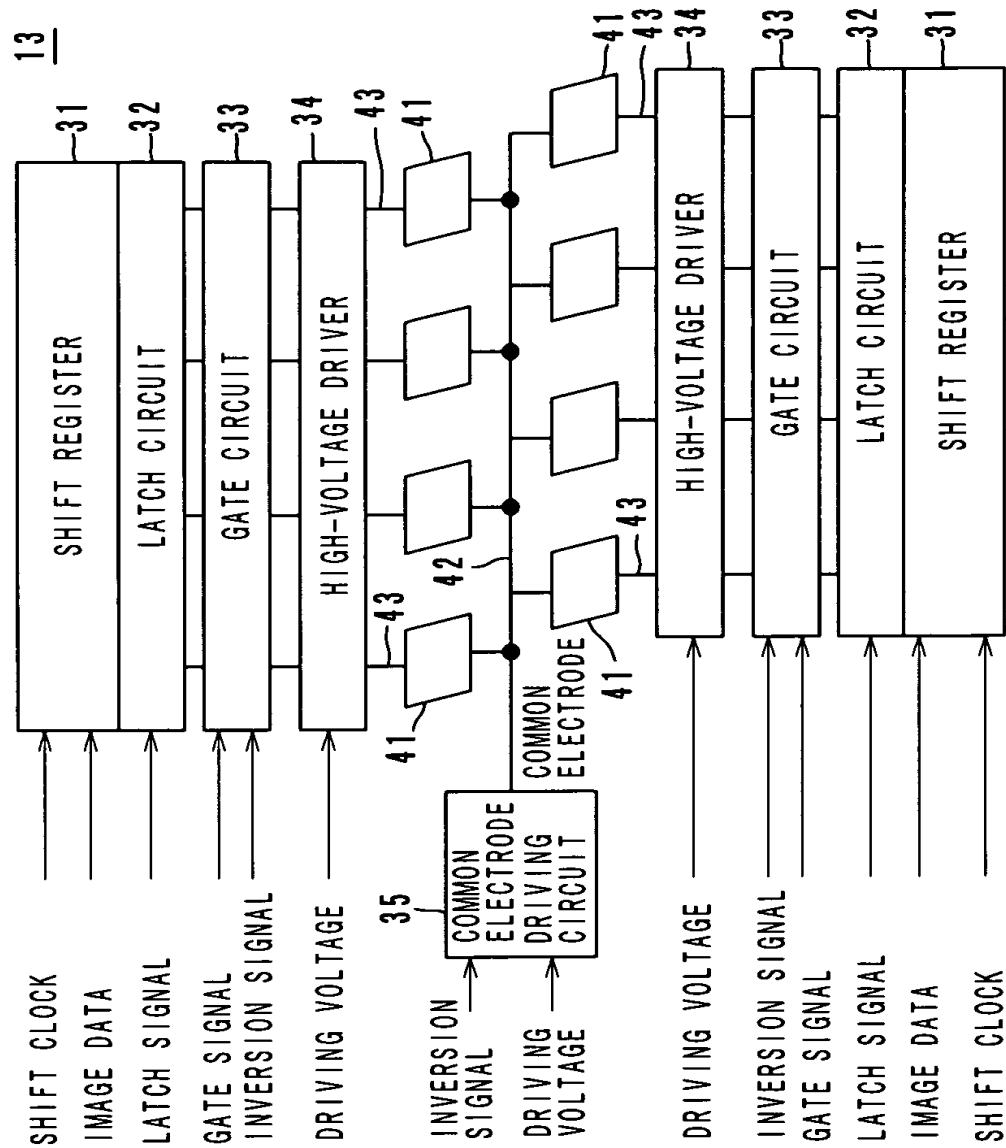 13
SHIFT CLOCK
IMAGE DATA
LATCH SIGNAL
GATE SIGNAL
INVERSION SIGNAL
DRIVING VOLTAGE
SHIFT REGISTER
31
LATCH CIRCUIT
32
GATE CIRCUIT
33
HIGH-VOLTAGE DRIVER
34
43
43
41
41
42
35
COMMON
ELECTRODE
DRIVING
CIRCUIT
INVERSION
SIGNAL
DRIVING
VOLTAGE
COMMON
ELECTRODE
41
41
43
43
DRIVING VOLTAGE
HIGH-VOLTAGE DRIVER
34
INVERSION SIGNAL
GATE SIGNAL
GATE CIRCUIT
33
LATCH SIGNAL
LATCH CIRCUIT
32
IMAGE DATA
SHIFT CLOCK
SHIFT REGISTER
31